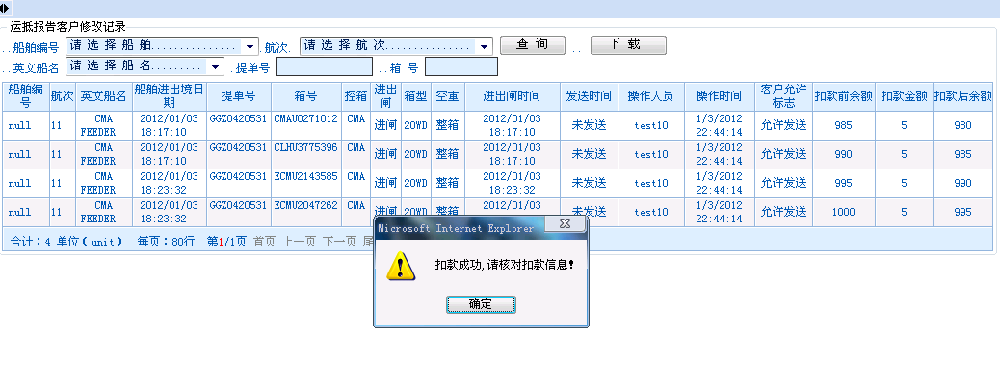 运抵报告客户修改记录
..船舶编号 请 选 择 船 舶............... .航次. 请 选 择 航 次............... 查 询 .. 下 载
..英文船名 请 选 择 船 名......... .提单号 ..箱 号
船舶编号 航次 英文船名 船舶进出境日期 提单号 箱号 控箱 进出闸 箱型 空重 进出闸时间 发送时间 操作人员 操作时间 客户允许标志 扣款前余额 扣款金额 扣款后余额
null 11 CMA FEEDER 2012/01/03 18:17:10 GGZ0420531 CMAU0271012 CMA 进闸 20WD 整箱 2012/01/03 18:17:10 未发送 test10 1/3/2012 22:44:14 允许发送 985 5 980
null 11 CMA FEEDER 2012/01/03 18:17:10 GGZ0420531 CLHU3775396 CMA 进闸 20WD 整箱 2012/01/03 18:17:10 未发送 test10 1/3/2012 22:44:14 允许发送 990 5 985
null 11 CMA FEEDER 2012/01/03 18:23:32 GGZ0420531 ECMU2143585 CMA 进闸 20WD 整箱 2012/01/03 18:23:32 未发送 test10 1/3/2012 22:44:14 允许发送 995 5 990
null 11 CMA FEEDER 2012/01/03 18:23:32 GGZ0420531 ECMU2047262 CMA 进闸 20WD 整箱 2012/01/03 未发送 test10 1/3/2012 22:44:14 允许发送 1000 5 995
合计：4 单位(unit) 每页：80行 第1/1页 首页 上一页 下一页 尾
Microsoft Internet Explorer
扣款成功,请核对扣款信息!
确定